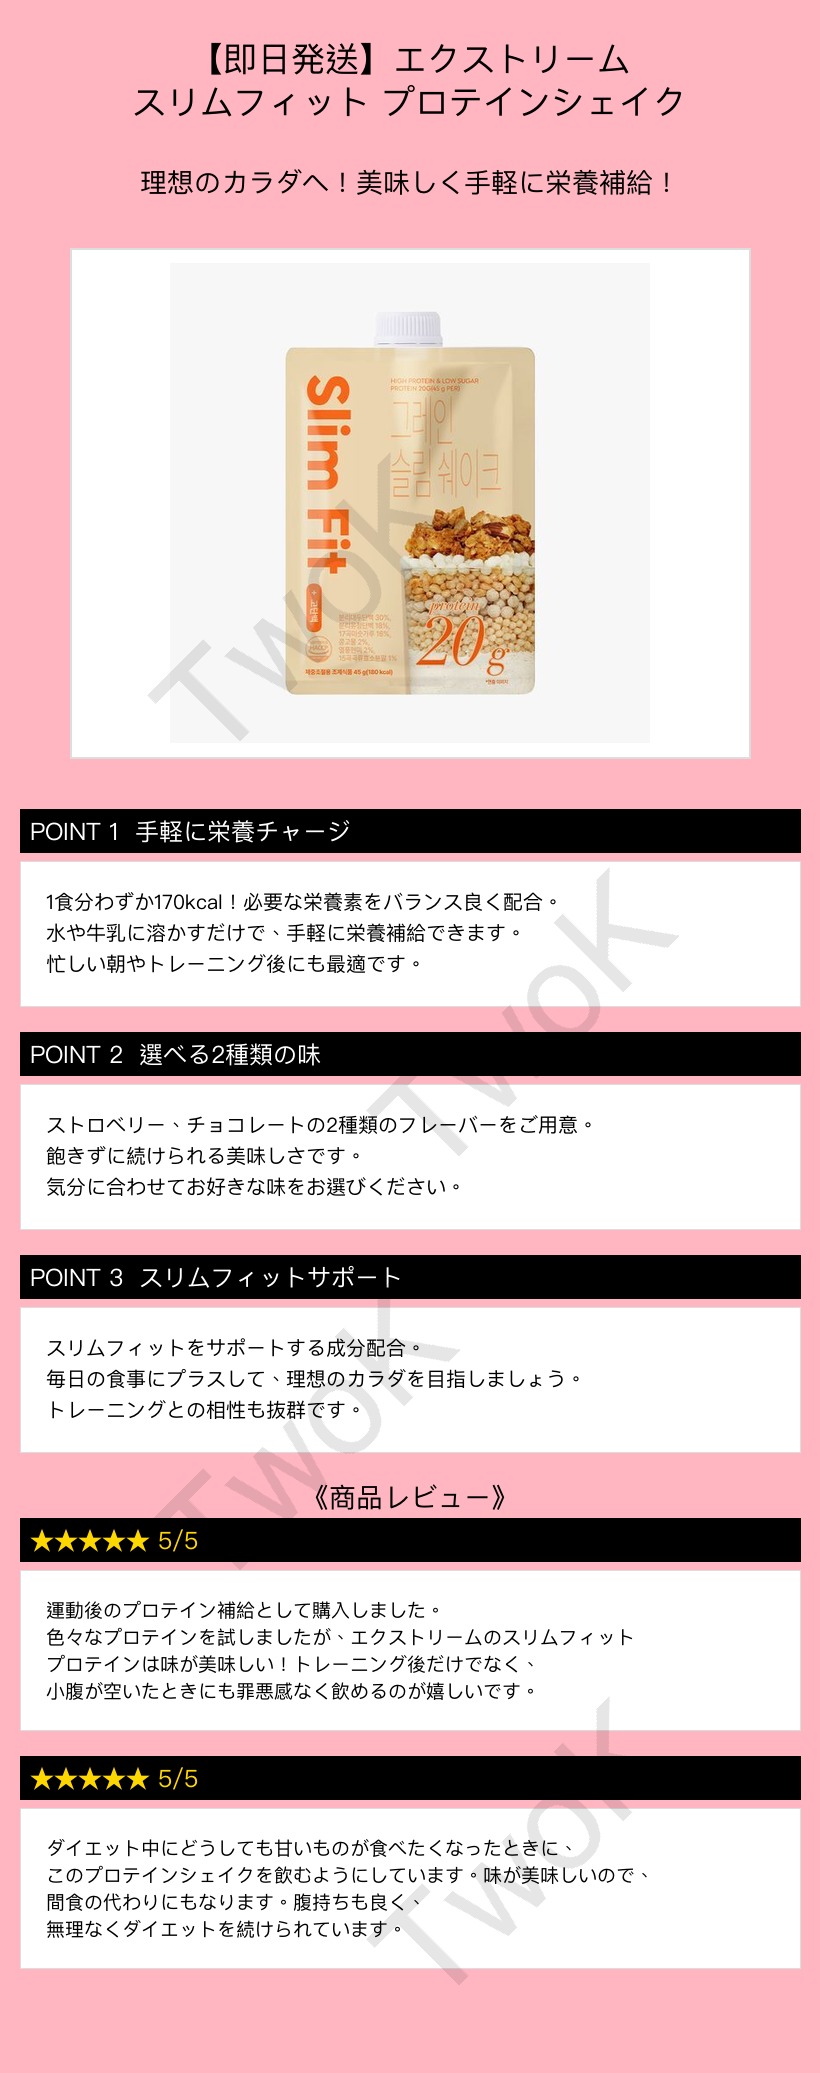 【即日発送】エクストリーム
スリムフィット プロテインシェイク
理想のカラダへ！美味しく手軽に栄養補給！
Slim Fit
HIGH PROTEIN & LOW SUGAR
PROTEIN 20G(45 g PER)
그레인
슬림 쉐이크
protein
20g
체중조절용 조제식품 45 g(180 kcal)
TwoK
POINT 1 手軽に栄養チャージ
1食分わずか170kcal！必要な栄養素をバランス良く配合。
水や牛乳に溶かすだけで、手軽に栄養補給できます。
忙しい朝やトレーニング後にも最適です。
TwoK
POINT 2 選べる2種類の味
ストロベリー、チョコレートの2種類のフレーバーをご用意。
飽きずに続けられる美味しさです。
気分に合わせてお好きな味をお選びください。
POINT 3 スリムフィットサポート
スリムフィットをサポートする成分配合。
毎日の食事にプラスして、理想のカラダを目指しましょう。
トレーニングとの相性も抜群です。
TwoK
《商品レビュー》
★★★★★ 5/5
運動後のプロテイン補給として購入しました。
色々なプロテインを試しましたが、エクストリームのスリムフィット
プロテインは味が美味しい！トレーニング後だけでなく、
小腹が空いたときにも罪悪感なく飲めるのが嬉しいです。
★★★★★ 5/5
ダイエット中にどうしても甘いものが食べたくなったときに、
このプロテインシェイクを飲むようにしています。味が美味しいので、
間食の代わりにもなります。腹持ちも良く、
無理なくダイエットを続けられています。
TwoK